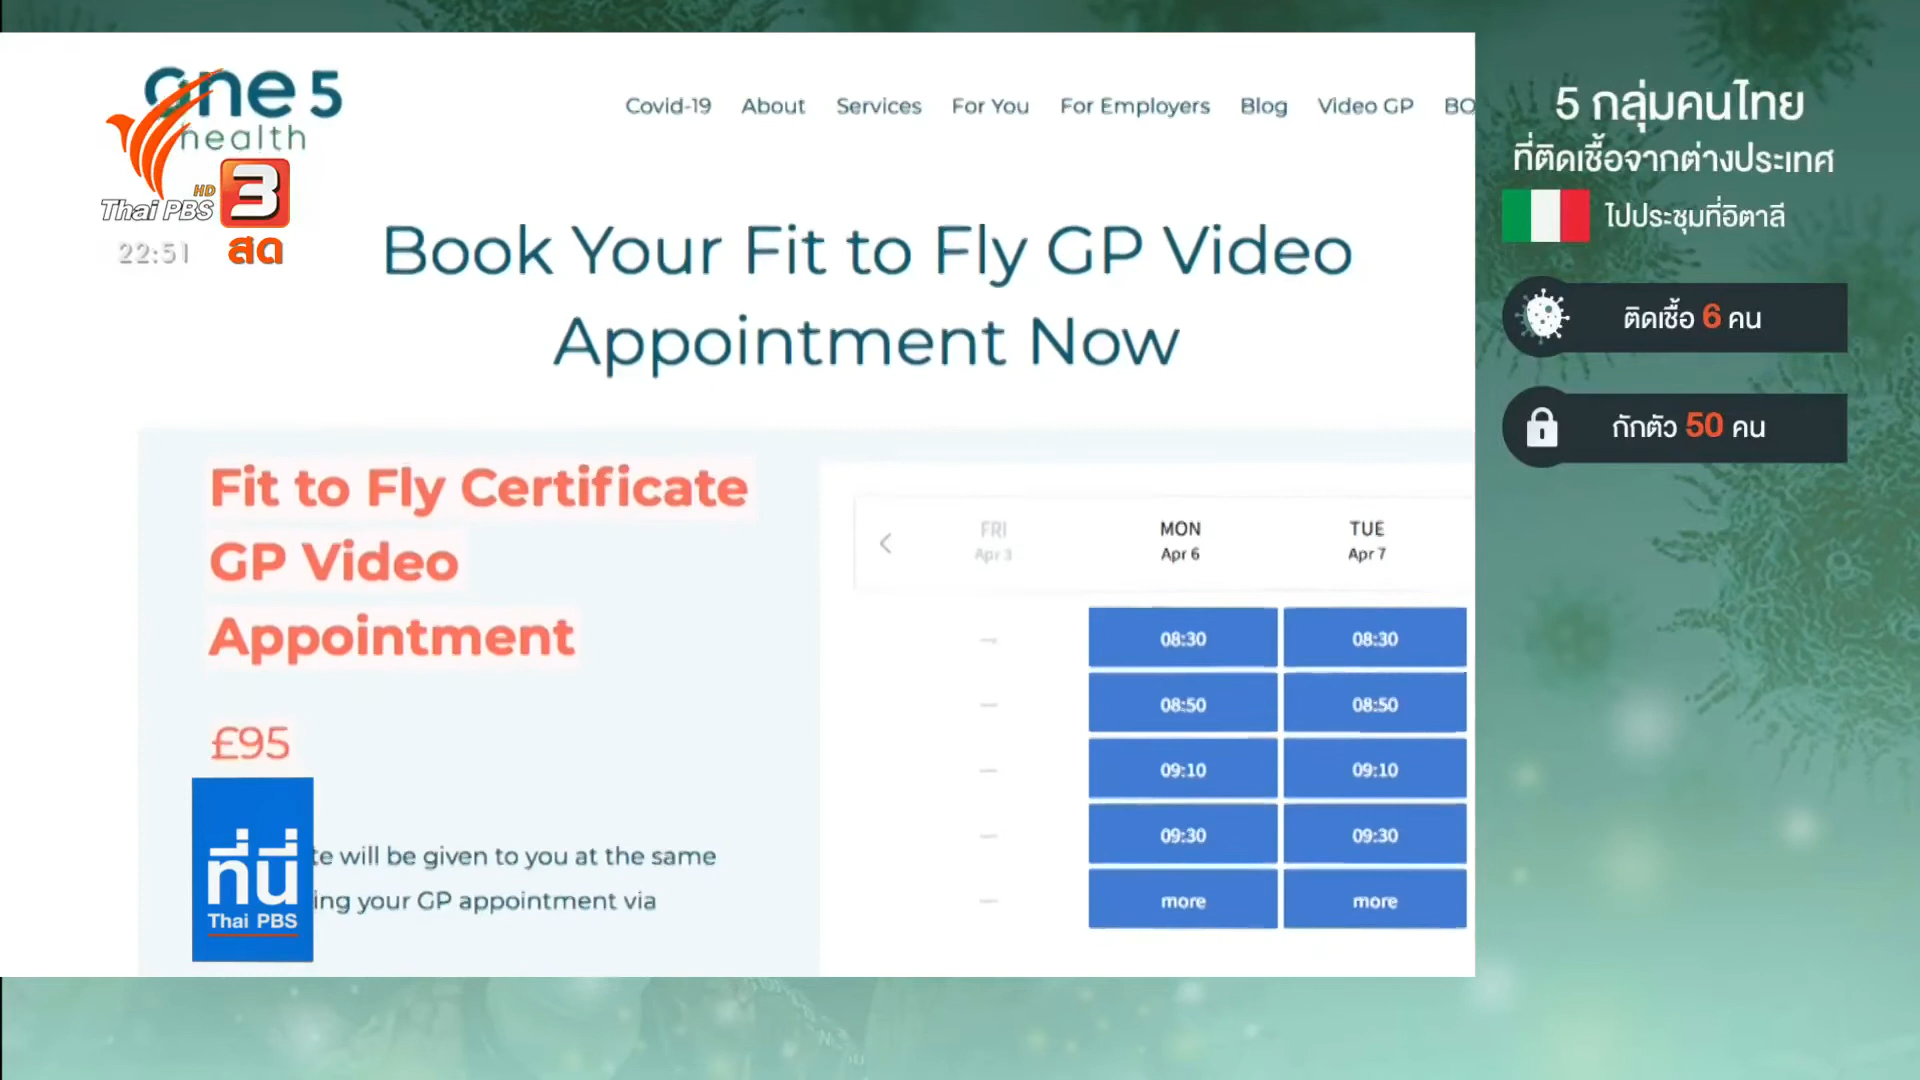 one 5
health
Thai PBS HD 3
22:51 สด
Covid-19 About Services For You For Employers Blog Video GP BO
Book Your Fit to Fly GP Video
Appointment Now
Fit to Fly Certificate
GP Video
Appointment
£95
te will be given to you at the same
ing your GP appointment via
ที่นี่
Thai PBS
FRI MON TUE
Apr 3 Apr 6 Apr 7
08:30 08:30
08:50 08:50
09:10 09:10
09:30 09:30
more more
5 กลุ่มคนไทย
ที่ติดเชื้อจากต่างประเทศ
ไปประชุมที่อิตาลี
ติดเชื้อ 6 คน
กักตัว 50 คน